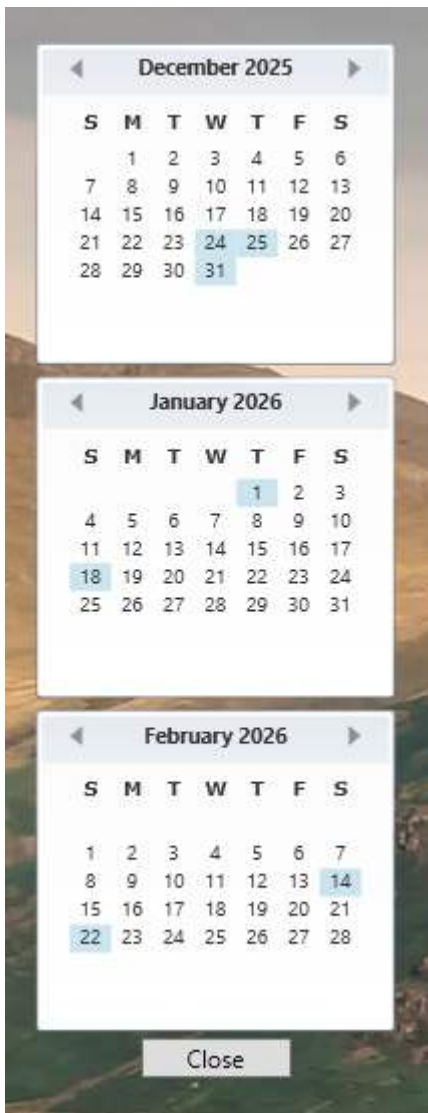 December 2025
S M T W T F S
1 2 3 4 5 6
7 8 9 10 11 12 13
14 15 16 17 18 19 20
21 22 23 24 25 26 27
28 29 30 31
January 2026
S M T W T F S
1 2 3
4 5 6 7 8 9 10
11 12 13 14 15 16 17
18 19 20 21 22 23 24
25 26 27 28 29 30 31
February 2026
S M T W T F S
1 2 3 4 5 6 7
8 9 10 11 12 13 14
15 16 17 18 19 20 21
22 23 24 25 26 27 28
Close